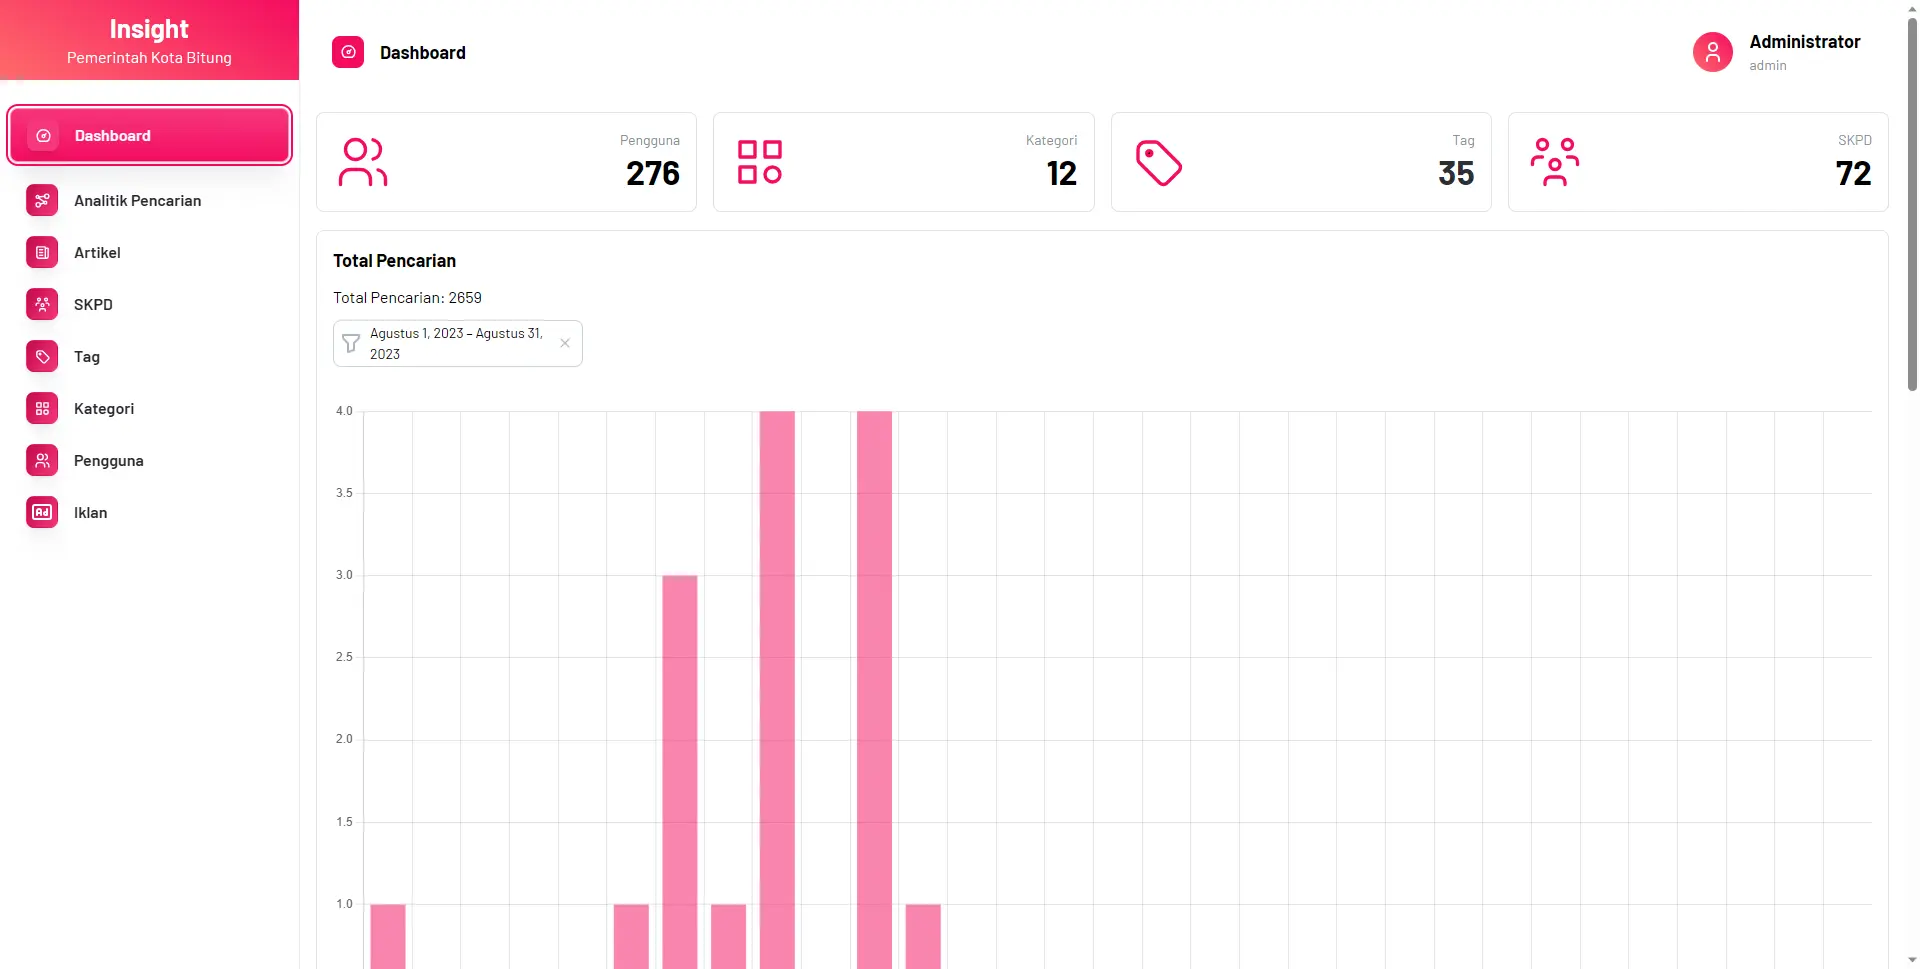 Insight
Pemerintah Kota Bitung
Dashboard
Analitik Pencarian
Artikel
SKPD
Tag
Kategori
Pengguna
Ad
Iklan
Dashboard
Administrator
admin
Pengguna
276
Kategori
12
Tag
35
SKPD
72
Total Pencarian
Total Pencarian: 2659
Agustus 1, 2023 – Agustus 31,
2023
4.0
3.5
3.0
2.5
2.0
1.5
1.0